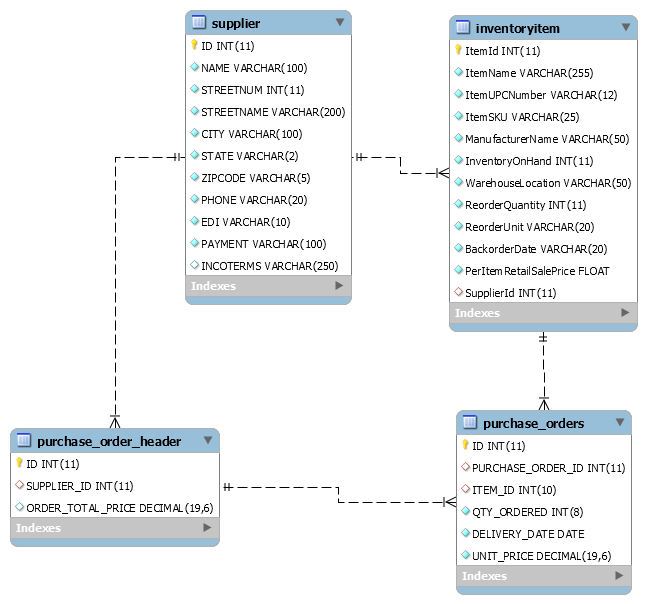 supplier
ID INT(11)
NAME VARCHAR(100)
STREETNUM INT(11)
STREETNAME VARCHAR(200)
CITY VARCHAR(100)
STATE VARCHAR(2)
ZIPCODE VARCHAR(5)
PHONE VARCHAR(20)
EDI VARCHAR(10)
PAYMENT VARCHAR(100)
INCOTERMS VARCHAR(250)
Indexes
inventoryitem
ItemId INT(11)
ItemName VARCHAR(255)
ItemUPCNumber VARCHAR(12)
ItemSKU VARCHAR(25)
ManufacturerName VARCHAR(50)
InventoryOnHand INT(11)
WarehouseLocation VARCHAR(50)
ReorderQuantity INT(11)
ReorderUnit VARCHAR(20)
BackorderDate VARCHAR(20)
PerItemRetailSalePrice FLOAT
SupplierId INT(11)
Indexes
purchase_order_header
ID INT(11)
SUPPLIER_ID INT(11)
ORDER_TOTAL_PRICE DECIMAL(19,6)
Indexes
purchase_orders
ID INT(11)
PURCHASE_ORDER_ID INT(11)
ITEM_ID INT(10)
QTY_ORDERED INT(8)
DELIVERY_DATE DATE
UNIT_PRICE DECIMAL(19,6)
Indexes